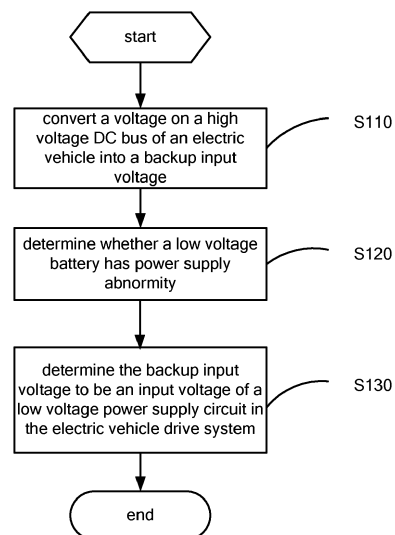 start
convert a voltage on a high
voltage DC bus of an electric
vehicle into a backup input
voltage
S110
determine whether a low voltage
battery has power supply
abnormity
S120
determine the backup input
voltage to be an input voltage of a
low voltage power supply circuit in
the electric vehicle drive system
S130
end